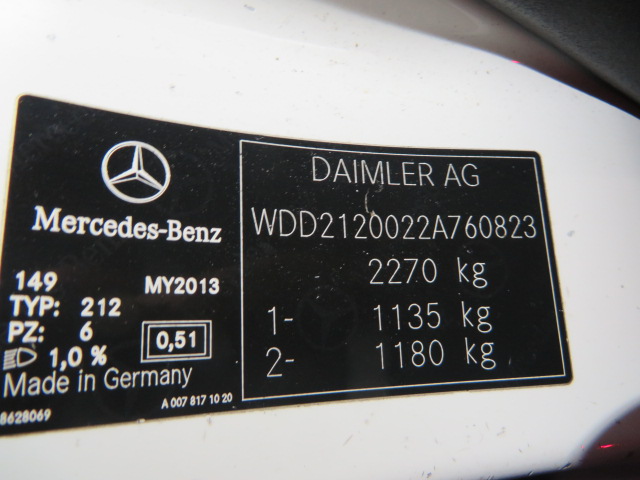 Mercedes-Benz
149 MY2013
TYP: 212
PZ: 6
1,0 % 0,51
Made in Germany
8628069 A 007 817 10 20
DAIMLER AG
WDD2120022A760823
2270 kg
1- 1135 kg
2- 1180 kg